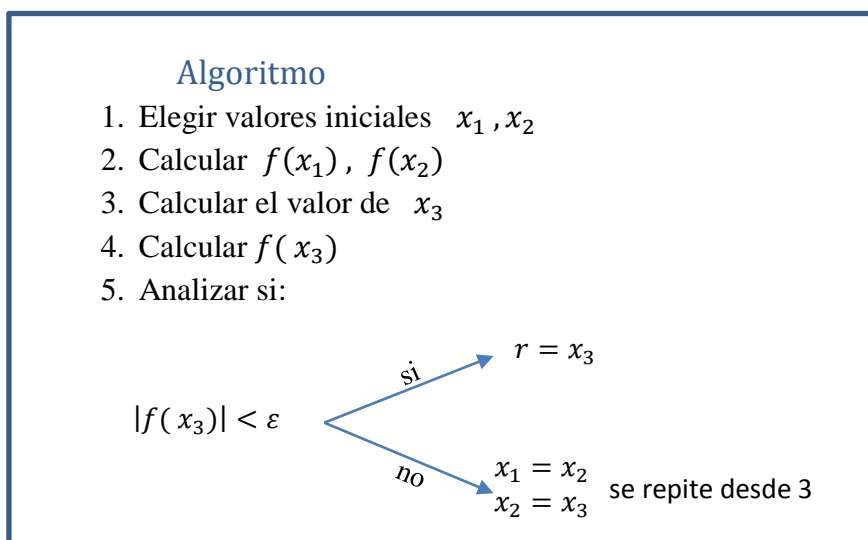 Algoritmo
1. Elegir valores iniciales x₁ , x₂
2. Calcular f(x₁) , f(x₂)
3. Calcular el valor de x₃
4. Calcular f( x₃)
5. Analizar si:
si
r = x₃
|f( x₃)| < ε
no
x₁ = x₂
x₂ = x₃
se repite desde 3